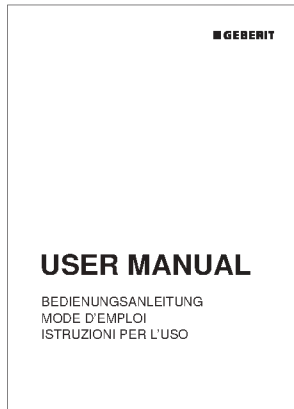 GEBERIT
USER MANUAL
BEDIENUNGSANLEITUNG
MODE D'EMPLOI
ISTRUZIONI PER L'USO